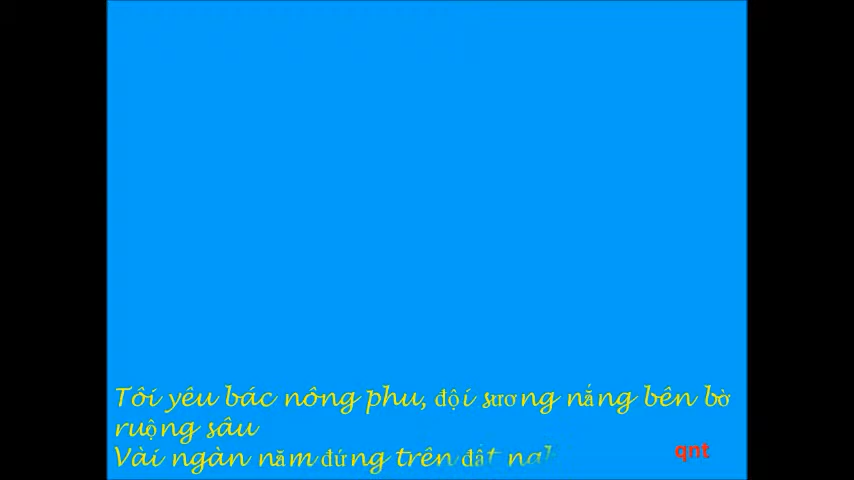 Tôi yêu bác nông phu, đội sương nắng bên bờ
ruộng sâu
Vài ngàn năm đứng trên đất
qnt